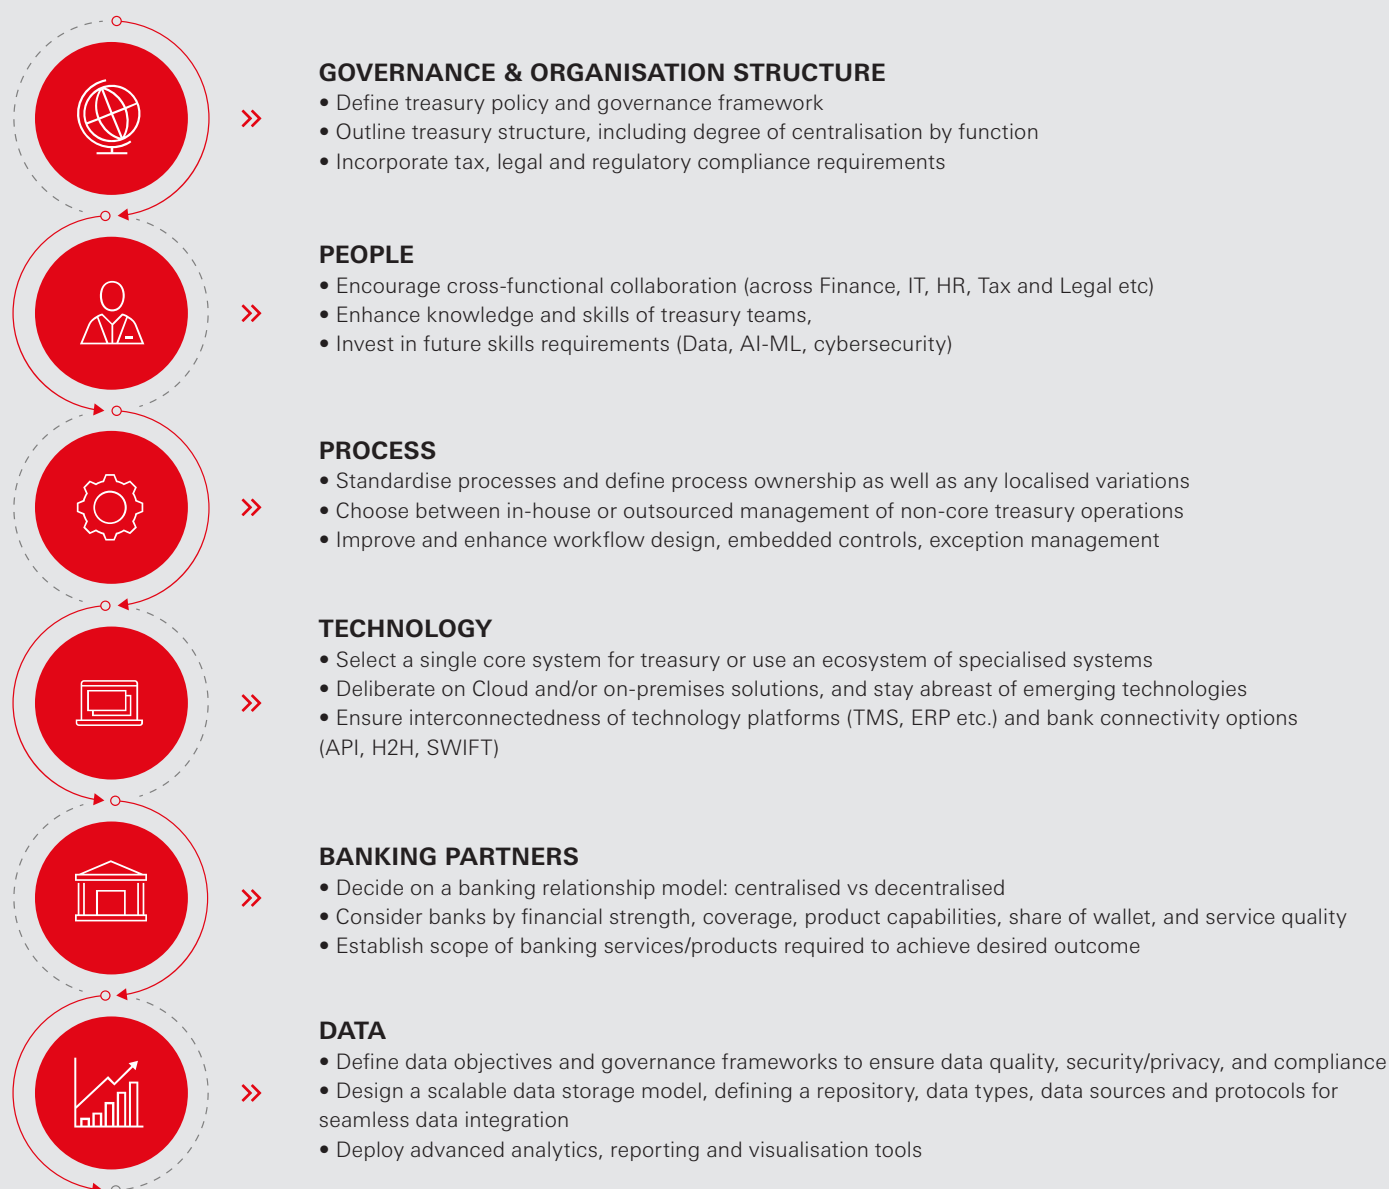 GOVERNANCE & ORGANISATION STRUCTURE
• Define treasury policy and governance framework
• Outline treasury structure, including degree of centralisation by function
• Incorporate tax, legal and regulatory compliance requirements
PEOPLE
• Encourage cross-functional collaboration (across Finance, IT, HR, Tax and Legal etc)
• Enhance knowledge and skills of treasury teams,
• Invest in future skills requirements (Data, AI-ML, cybersecurity)
PROCESS
• Standardise processes and define process ownership as well as any localised variations
• Choose between in-house or outsourced management of non-core treasury operations
• Improve and enhance workflow design, embedded controls, exception management
TECHNOLOGY
• Select a single core system for treasury or use an ecosystem of specialised systems
• Deliberate on Cloud and/or on-premises solutions, and stay abreast of emerging technologies
• Ensure interconnectedness of technology platforms (TMS, ERP etc.) and bank connectivity options
(API, H2H, SWIFT)
BANKING PARTNERS
• Decide on a banking relationship model: centralised vs decentralised
• Consider banks by financial strength, coverage, product capabilities, share of wallet, and service quality
• Establish scope of banking services/products required to achieve desired outcome
DATA
• Define data objectives and governance frameworks to ensure data quality, security/privacy, and compliance
• Design a scalable data storage model, defining a repository, data types, data sources and protocols for
seamless data integration
• Deploy advanced analytics, reporting and visualisation tools